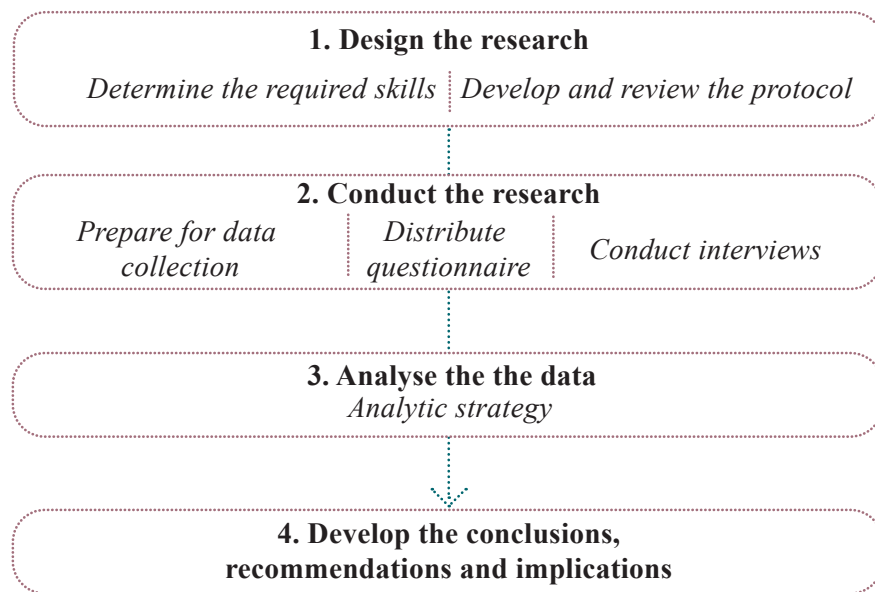 1. Design the research
Determine the required skills
Develop and review the protocol
2. Conduct the research
Prepare for data
collection
Distribute
questionnaire
Conduct interviews
3. Analyse the the data
Analytic strategy
4. Develop the conclusions,
recommendations and implications